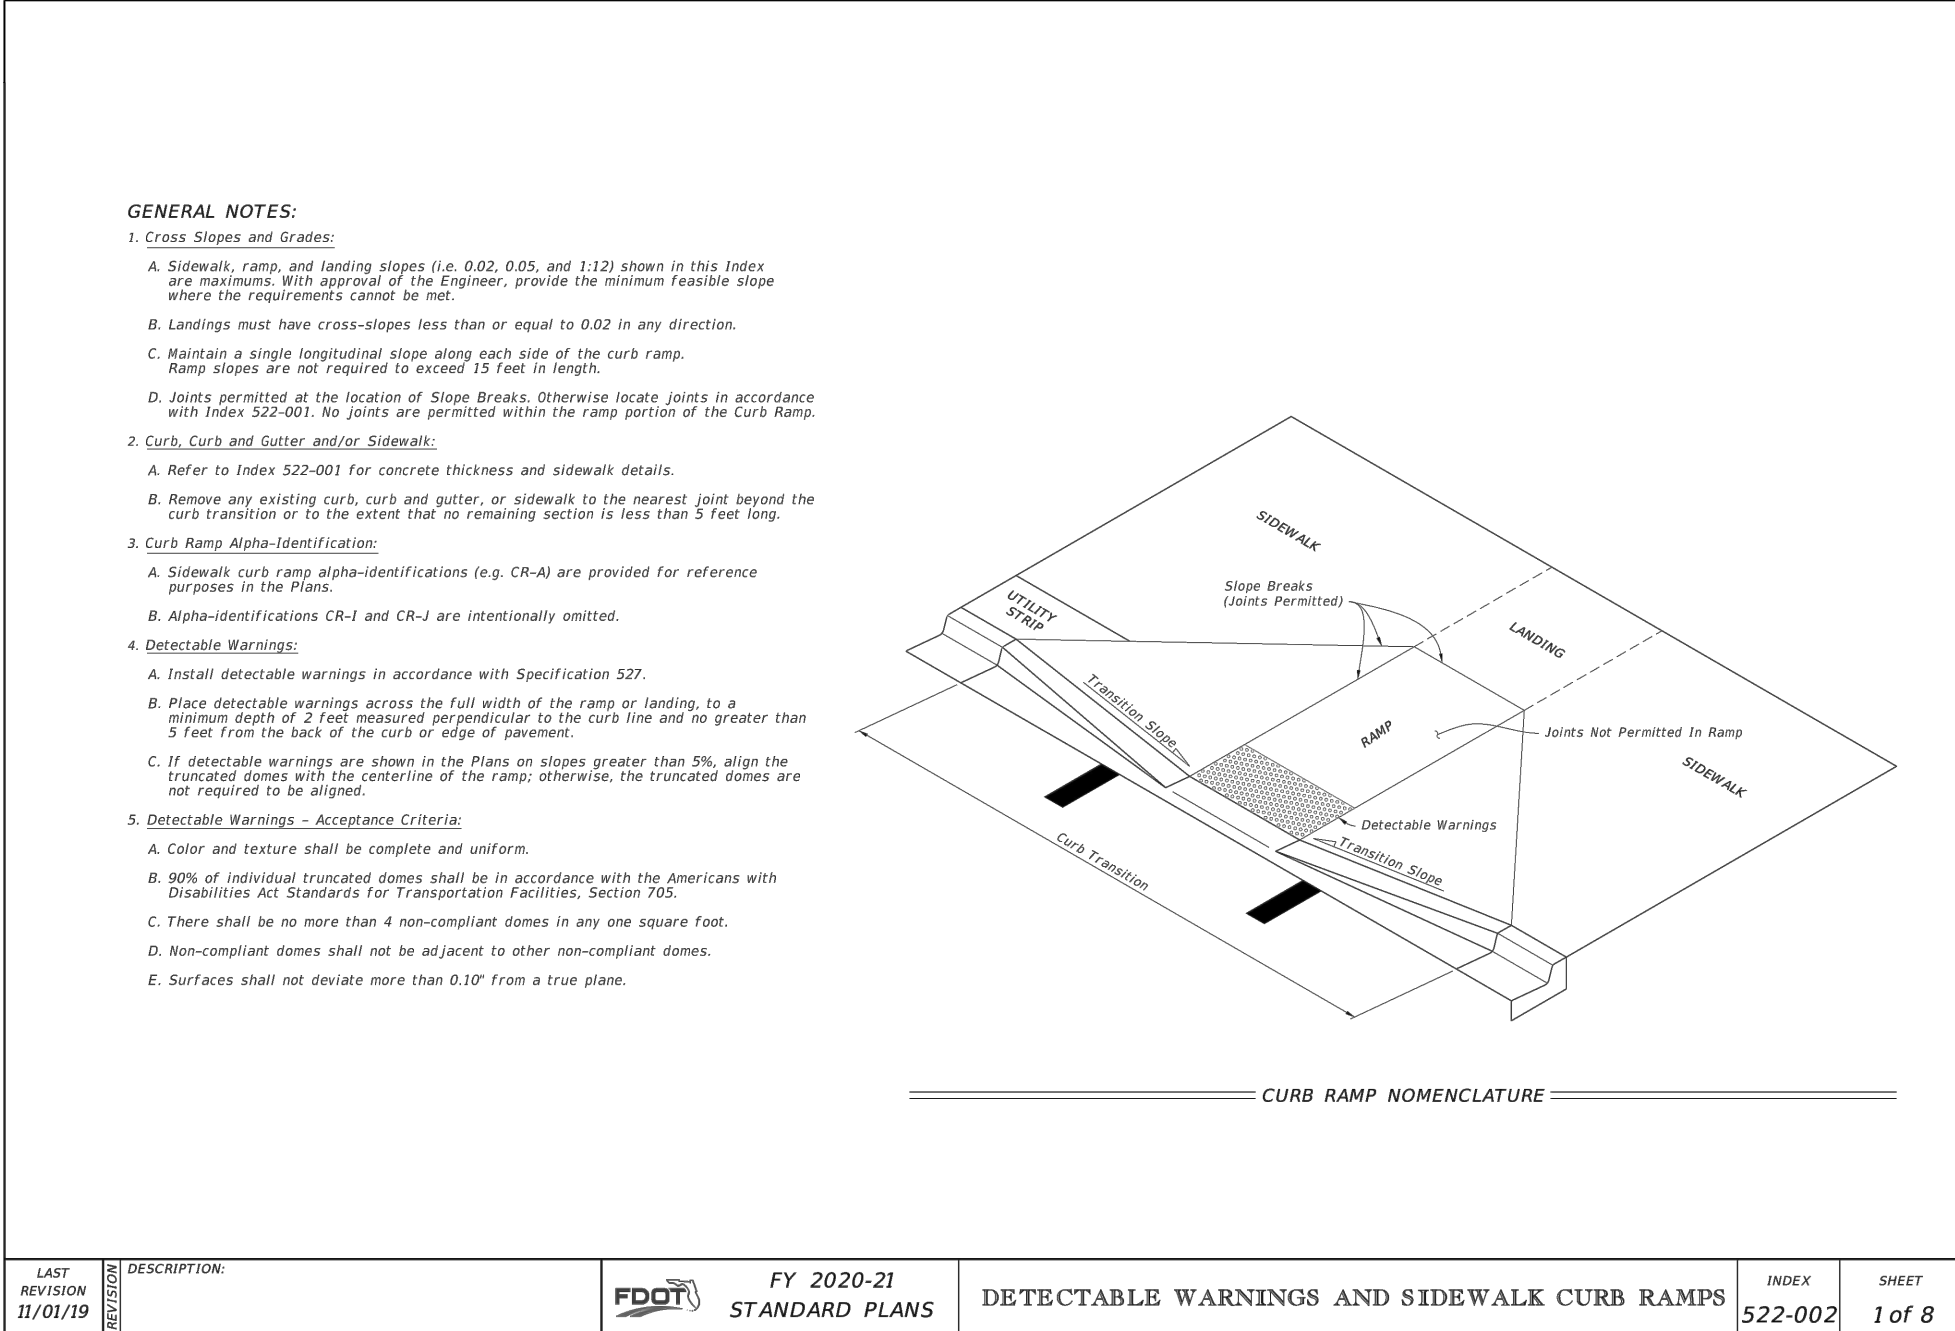 GENERAL NOTES:
1. Cross Slopes and Grades:
A. Sidewalk, ramp, and landing slopes (i.e. 0.02, 0.05, and 1:12) shown in this Index
are maximums. With approval of the Engineer, provide the minimum feasible slope
where the requirements cannot be met.
B. Landings must have cross-slopes less than or equal to 0.02 in any direction.
C. Maintain a single longitudinal slope along each side of the curb ramp.
Ramp slopes are not required to exceed 15 feet in length.
D. Joints permitted at the location of Slope Breaks. Otherwise locate joints in accordance
with Index 522-001. No joints are permitted within the ramp portion of the Curb Ramp.
2. Curb, Curb and Gutter and/or Sidewalk:
A. Refer to Index 522-001 for concrete thickness and sidewalk details.
B. Remove any existing curb, curb and gutter, or sidewalk to the nearest joint beyond the
curb transition or to the extent that no remaining section is less than 5 feet long.
3. Curb Ramp Alpha-Identification:
A. Sidewalk curb ramp alpha-identifications (e.g. CR-A) are provided for reference
purposes in the Plans.
B. Alpha-identifications CR-I and CR-J are intentionally omitted.
4. Detectable Warnings:
A. Install detectable warnings in accordance with Specification 527.
B. Place detectable warnings across the full width of the ramp or landing, to a
minimum depth of 2 feet measured perpendicular to the curb line and no greater than
5 feet from the back of the curb or edge of pavement.
C. If detectable warnings are shown in the Plans on slopes greater than 5%, align the
truncated domes with the centerline of the ramp; otherwise, the truncated domes are
not required to be aligned.
5. Detectable Warnings - Acceptance Criteria:
A. Color and texture shall be complete and uniform.
B. 90% of individual truncated domes shall be in accordance with the Americans with
Disabilities Act Standards for Transportation Facilities, Section 705.
C. There shall be no more than 4 non-compliant domes in any one square foot.
D. Non-compliant domes shall not be adjacent to other non-compliant domes.
E. Surfaces shall not deviate more than 0.10" from a true plane.
SIDEWALK
Slope Breaks
(Joints Permitted)
UTILITY
STRIP
LANDING
Transition Slope
RAMP
Joints Not Permitted In Ramp
SIDEWALK
Detectable Warnings
Transition Slope
Curb Transition
CURB RAMP NOMENCLATURE
LAST
REVISION
11/01/19
REVISION
DESCRIPTION:
FDOT
FY 2020-21
STANDARD PLANS
DETECTABLE WARNINGS AND SIDEWALK CURB RAMPS
INDEX
522-002
SHEET
1 of 8